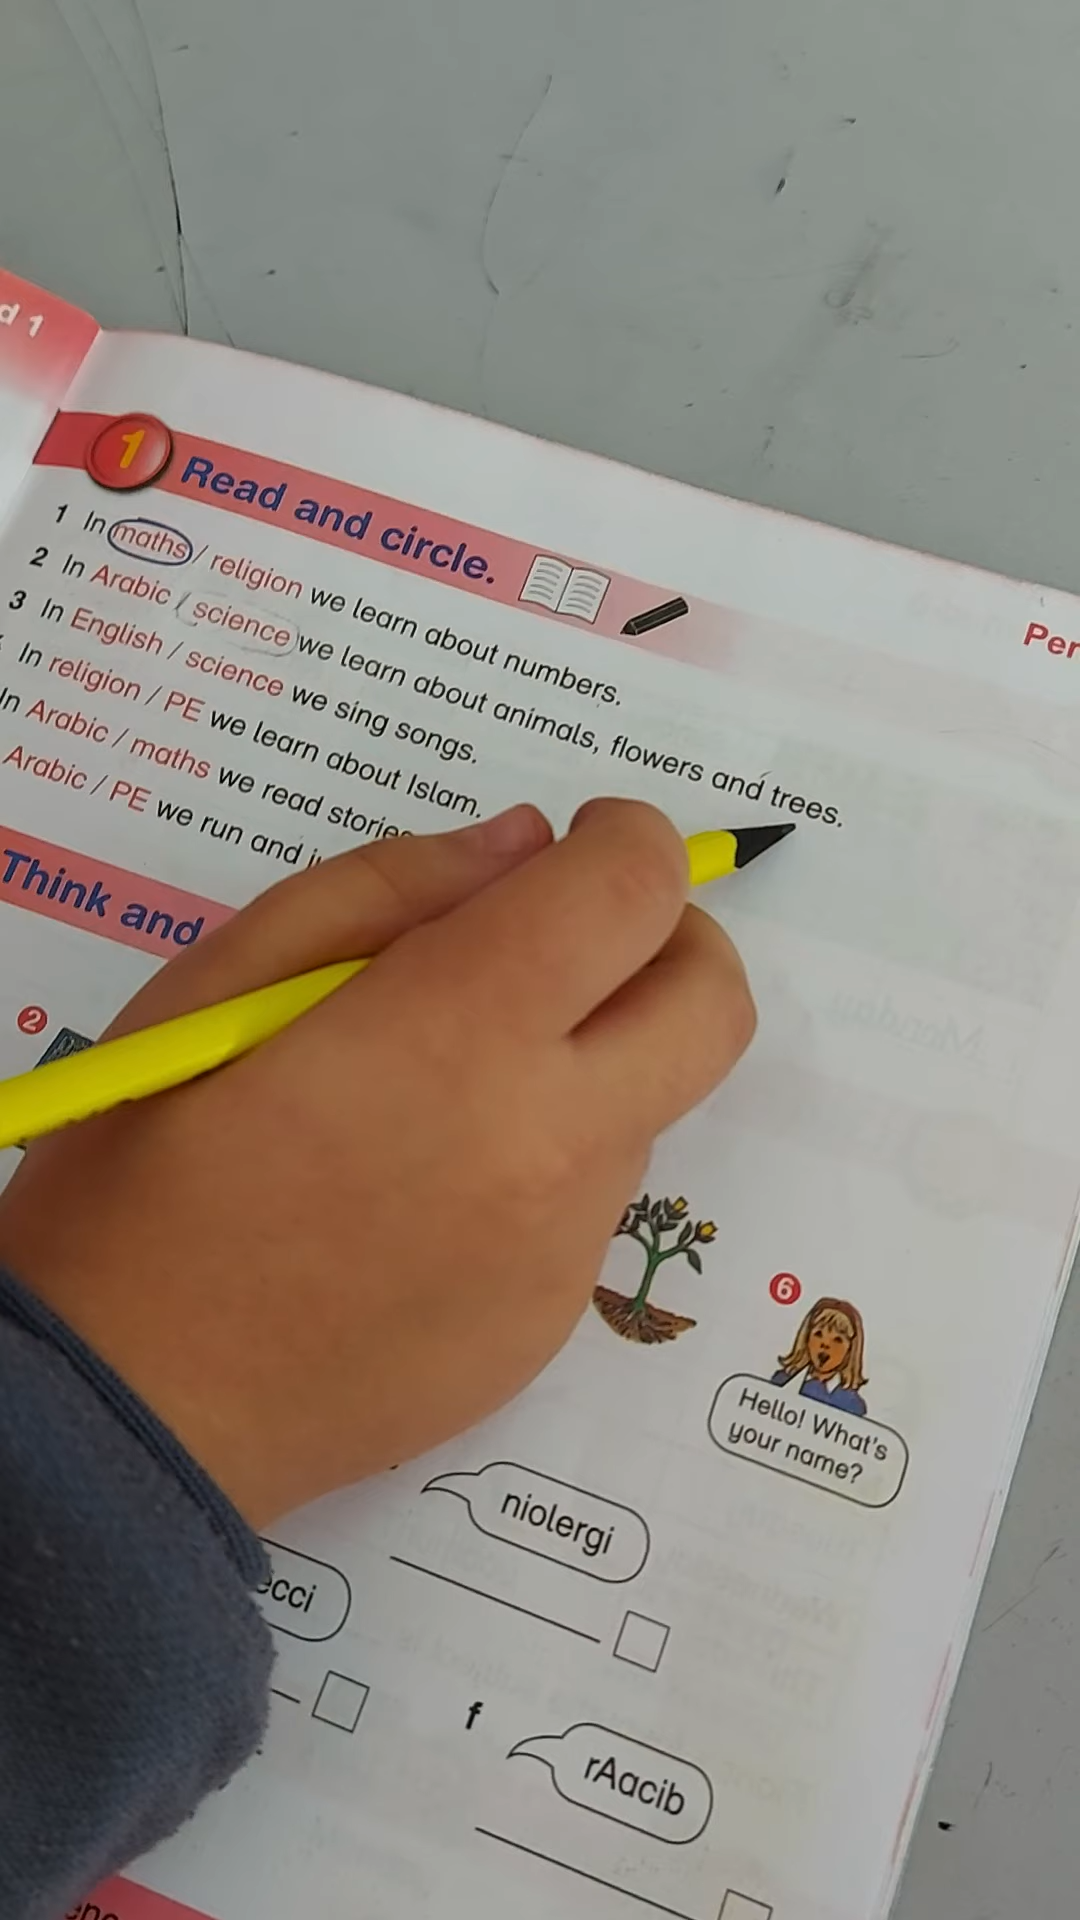 d 1
1 Read and circle.
Per
1 In maths / religion we learn about numbers.
2 In Arabic / science we learn about animals, flowers and trees.
3 In English / science we sing songs.
In religion / PE we learn about Islam.
In Arabic / maths we read stories
Arabic / PE we run and
Think and
2
6
Hello! What's
your name?
niolergi
cci
f
rAacib